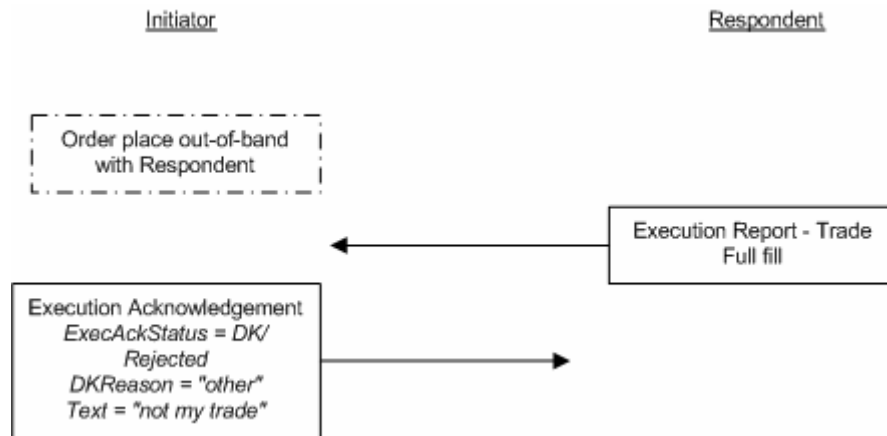 Initiator
Respondent
Order place out-of-band
with Respondent
Execution Report - Trade
Full fill
Execution Acknowledgement
ExecAckStatus = DK/
Rejected
DKReason = "other"
Text = "not my trade"